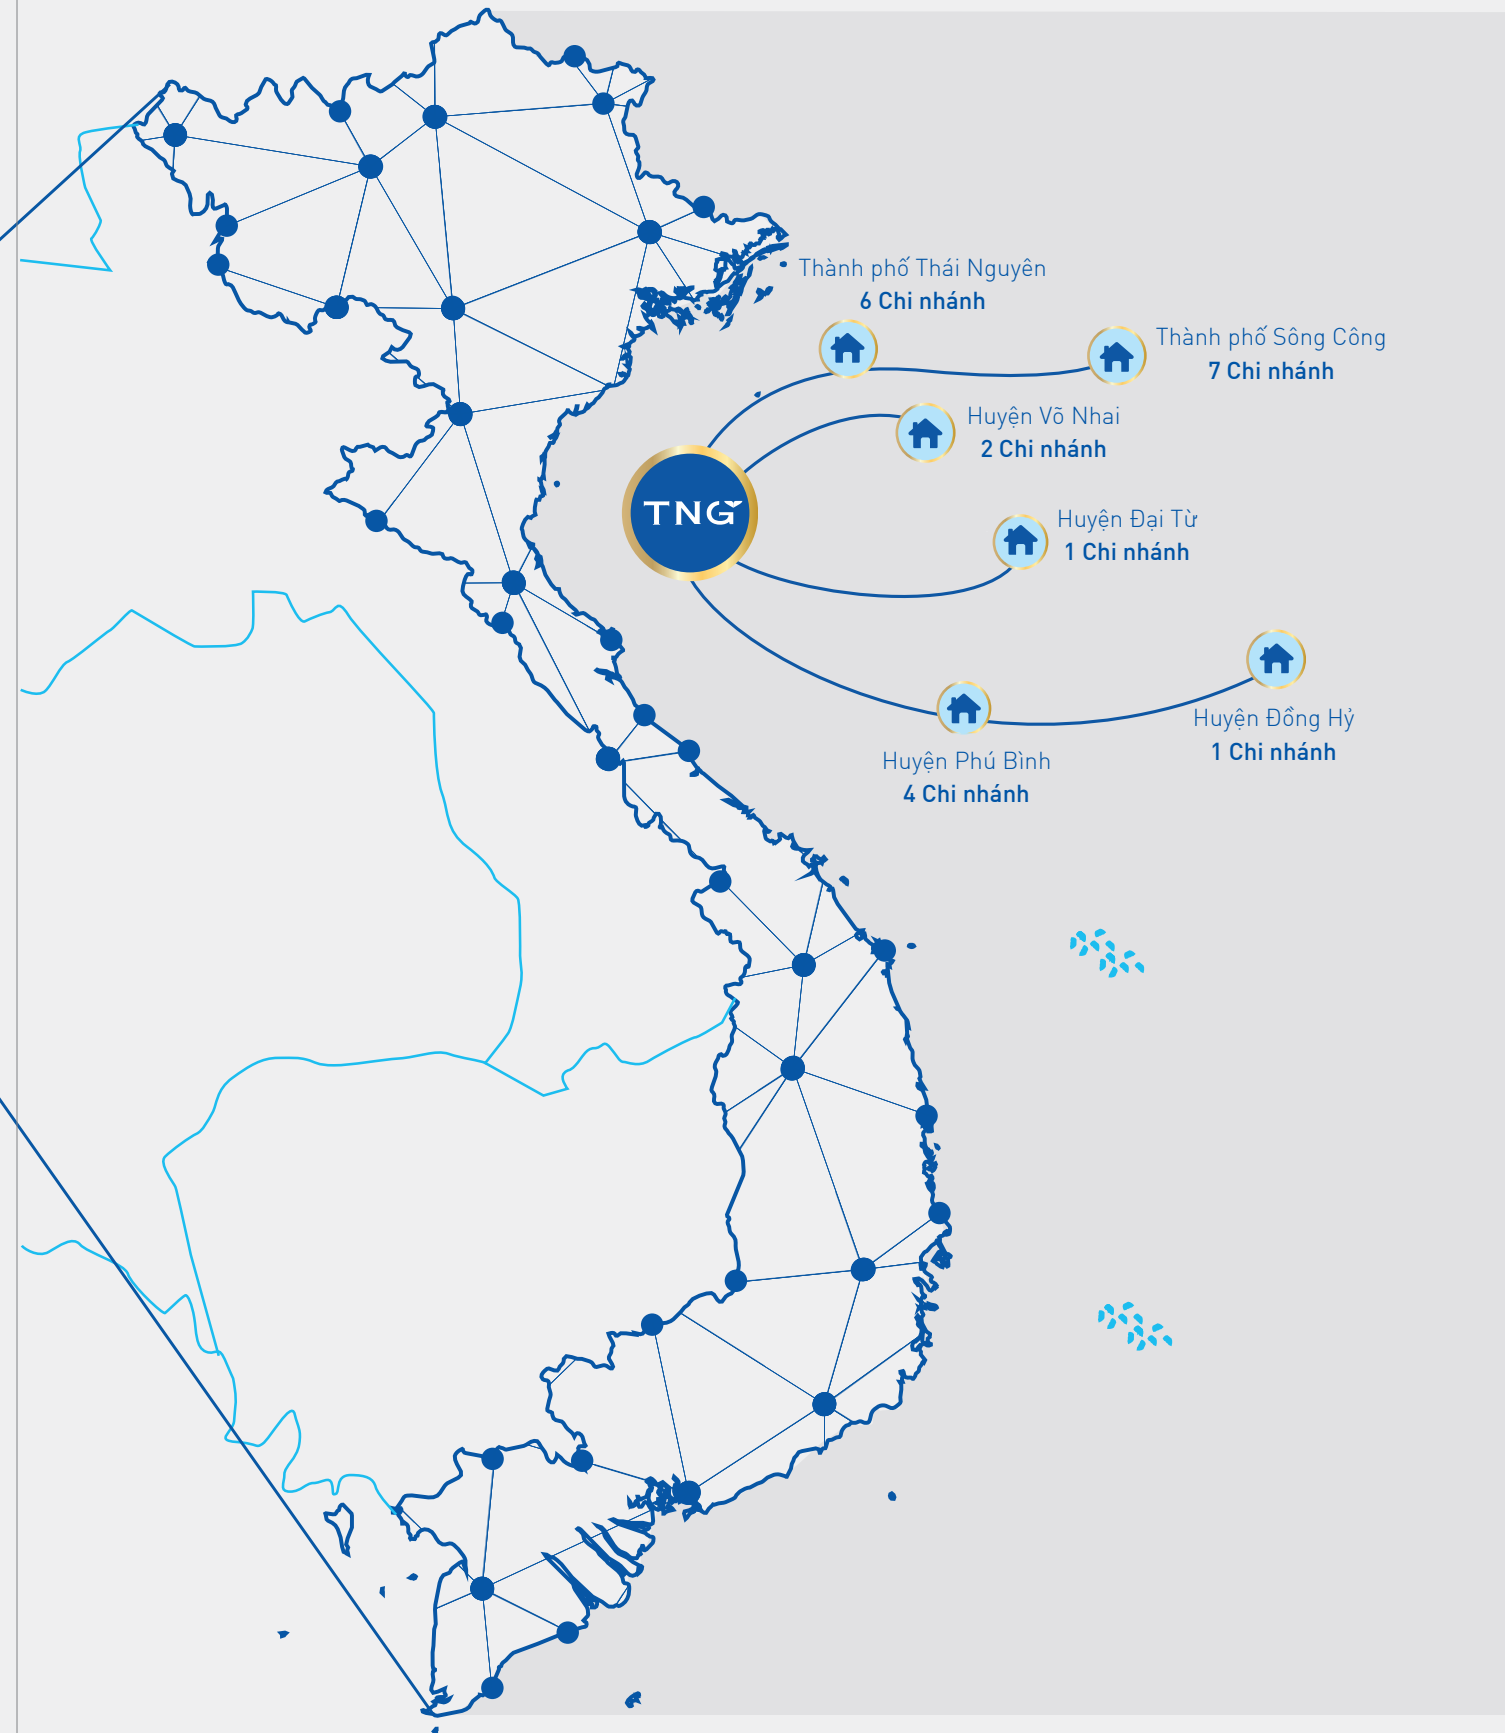 Thành phố Thái Nguyên
6 Chi nhánh
Thành phố Sông Công
7 Chi nhánh
Huyện Võ Nhai
2 Chi nhánh
TNG
Huyện Đại Từ
1 Chi nhánh
Huyện Đồng Hỷ
1 Chi nhánh
Huyện Phú Bình
4 Chi nhánh